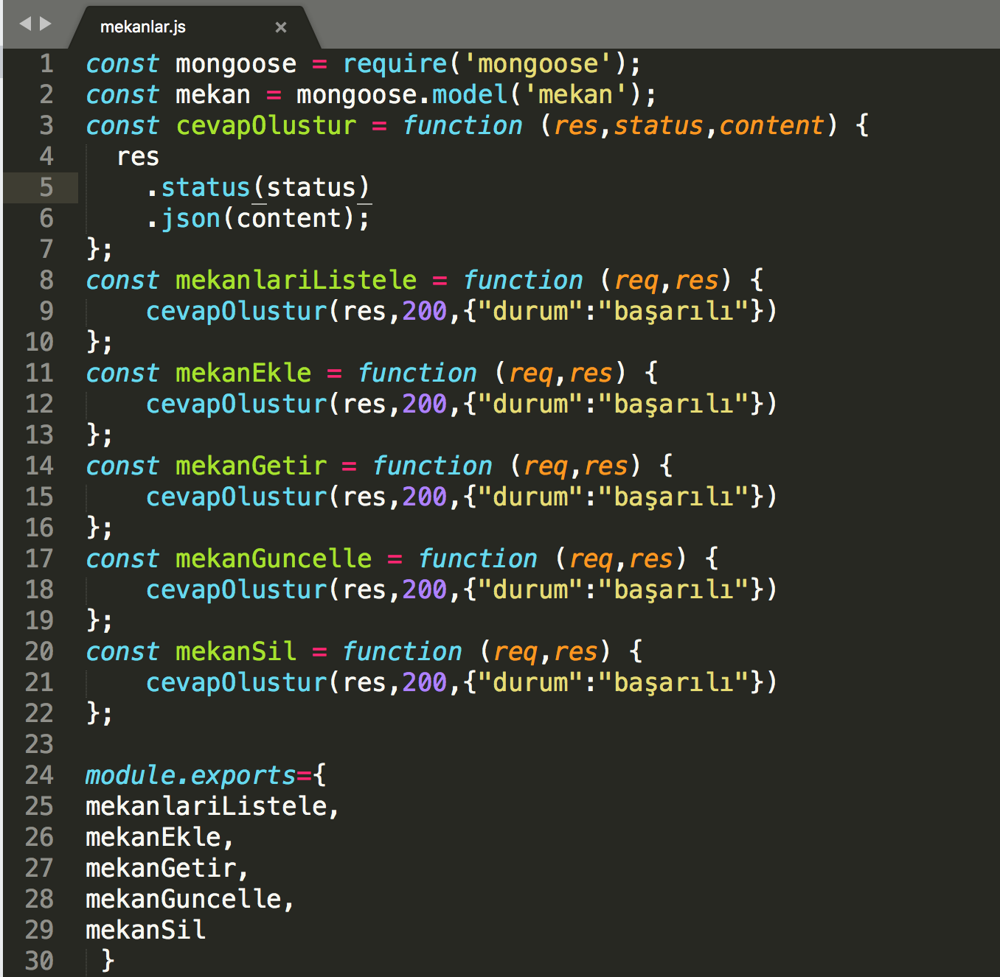 mekanlar.js ×
1 const mongoose = require('mongoose');
2 const mekan = mongoose.model('mekan');
3 const cevapOlustur = function (res,status,content) {
4   res
5     .status(status)
6     .json(content);
7 };
8 const mekanlariListele = function (req,res) {
9     cevapOlustur(res,200,{"durum":"başarılı"})
10 };
11 const mekanEkle = function (req,res) {
12     cevapOlustur(res,200,{"durum":"başarılı"})
13 };
14 const mekanGetir = function (req,res) {
15     cevapOlustur(res,200,{"durum":"başarılı"})
16 };
17 const mekanGuncelle = function (req,res) {
18     cevapOlustur(res,200,{"durum":"başarılı"})
19 };
20 const mekanSil = function (req,res) {
21     cevapOlustur(res,200,{"durum":"başarılı"})
22 };
23
24 module.exports={
25 mekanlariListele,
26 mekanEkle,
27 mekanGetir,
28 mekanGuncelle,
29 mekanSil
30  }